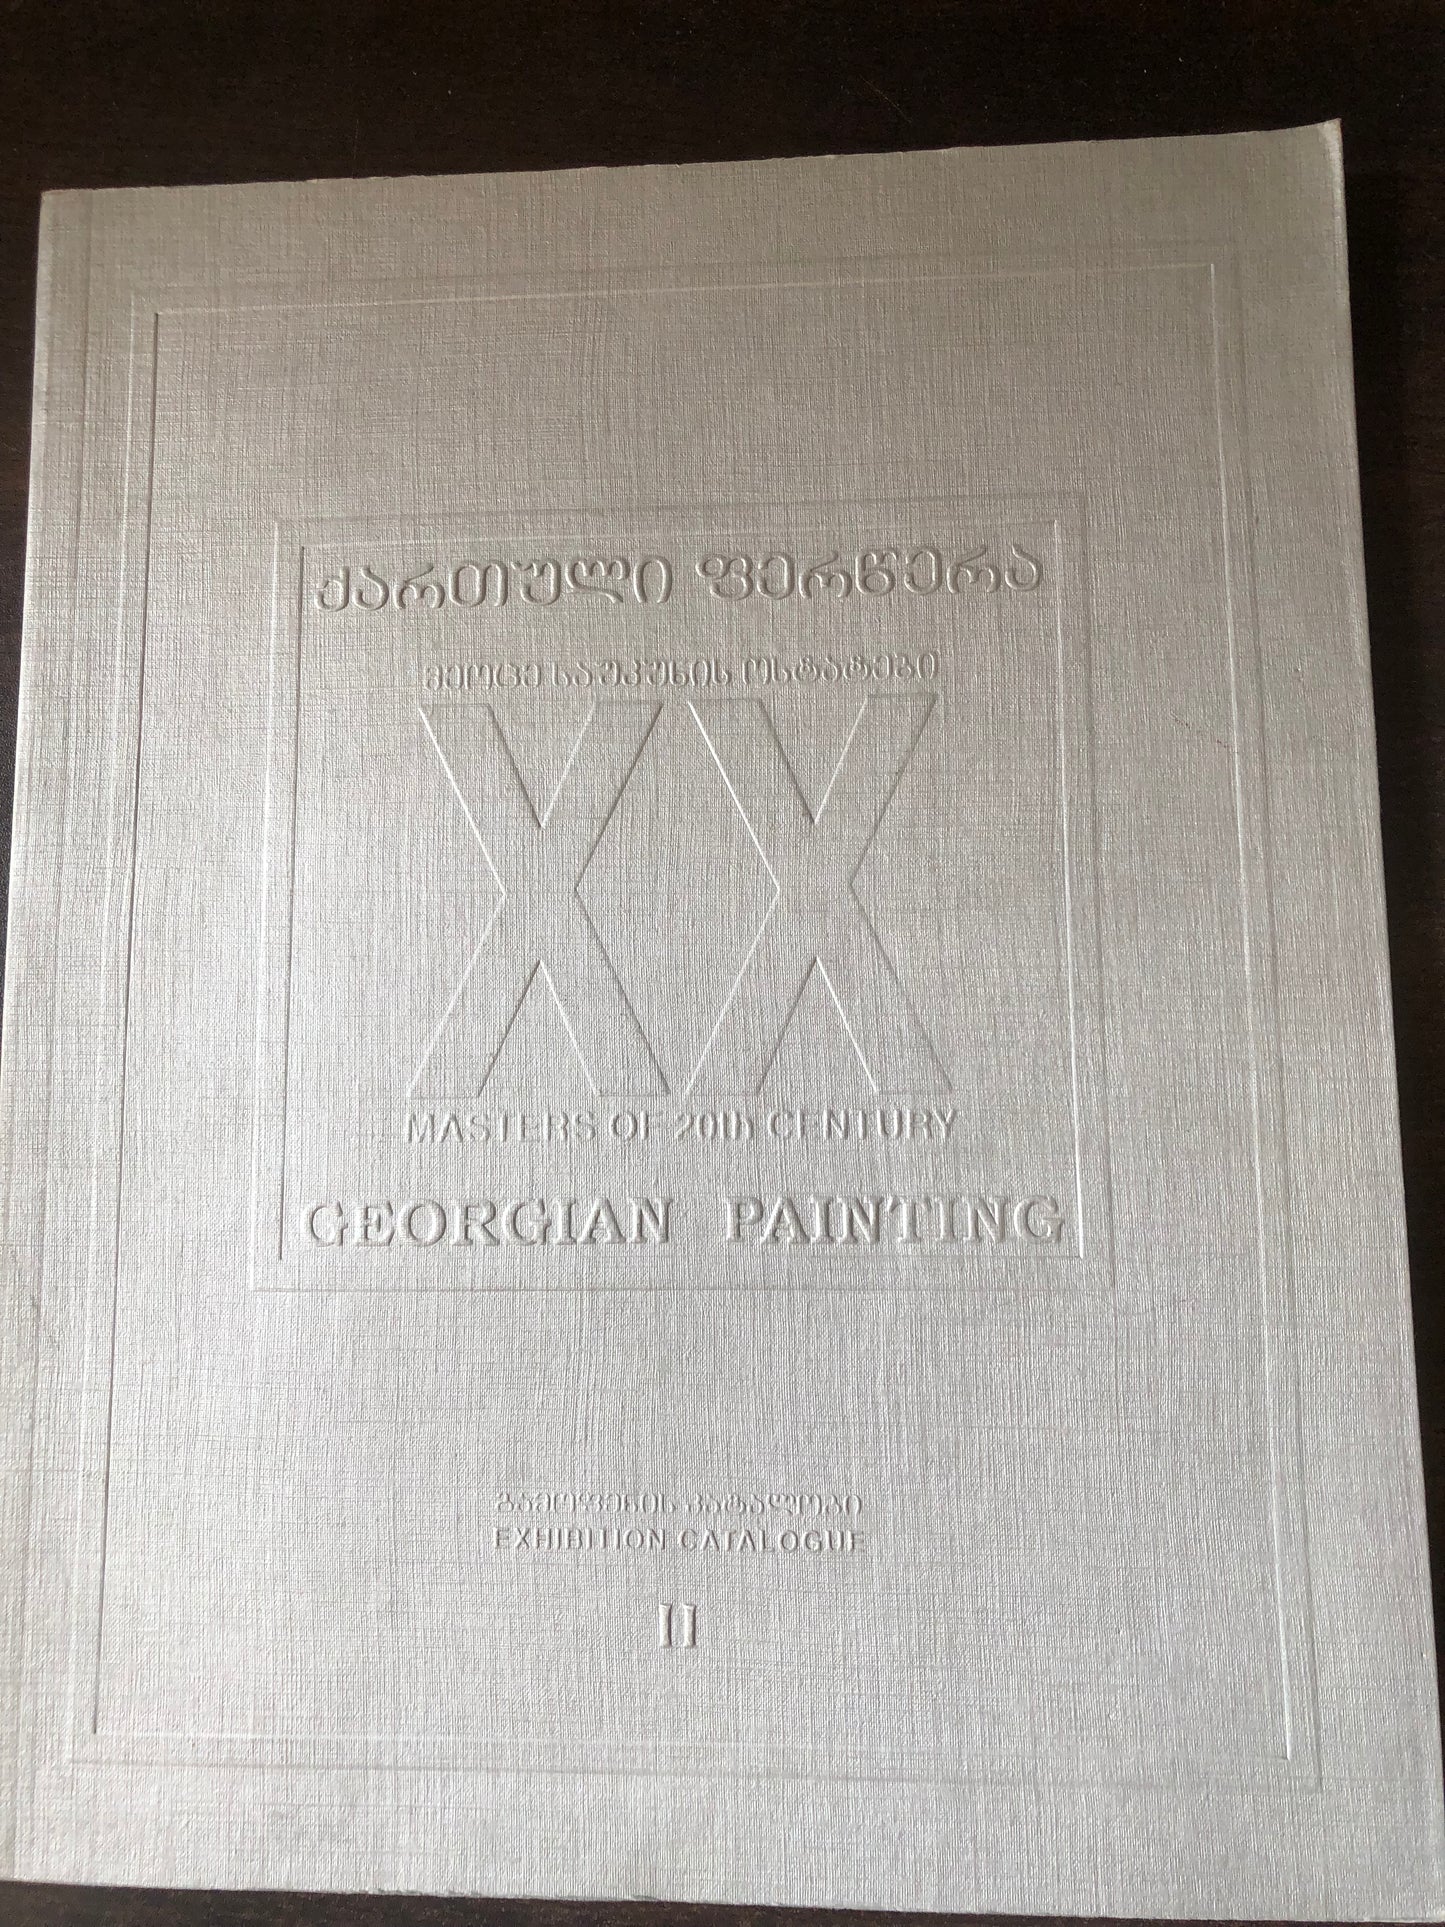 ქართული ფერწერა
მეოცე საუკუნის ოსტატები
XX
MASTERS OF 20th CENTURY
GEORGIAN PAINTING
გამოფენის კატალოგი
EXHIBITION CATALOGUE
II